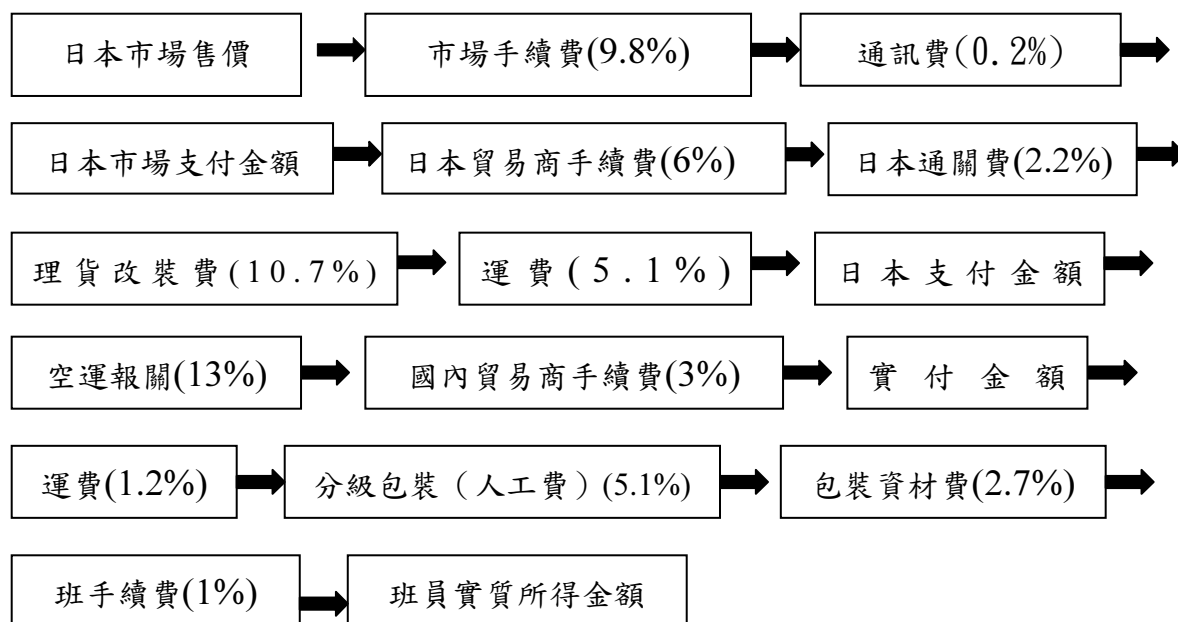 日本市場售價 市場手續費(9.8%) 通訊費(0.2%)
日本市場支付金額 日本貿易商手續費(6%) 日本通關費(2.2%)
理貨改裝費(10.7%) 運費(5.1%) 日本支付金額
空運報關(13%) 國內貿易商手續費(3%) 實付金額
運費(1.2%) 分級包裝（人工費）(5.1%) 包裝資材費(2.7%)
班手續費(1%) 班員實質所得金額